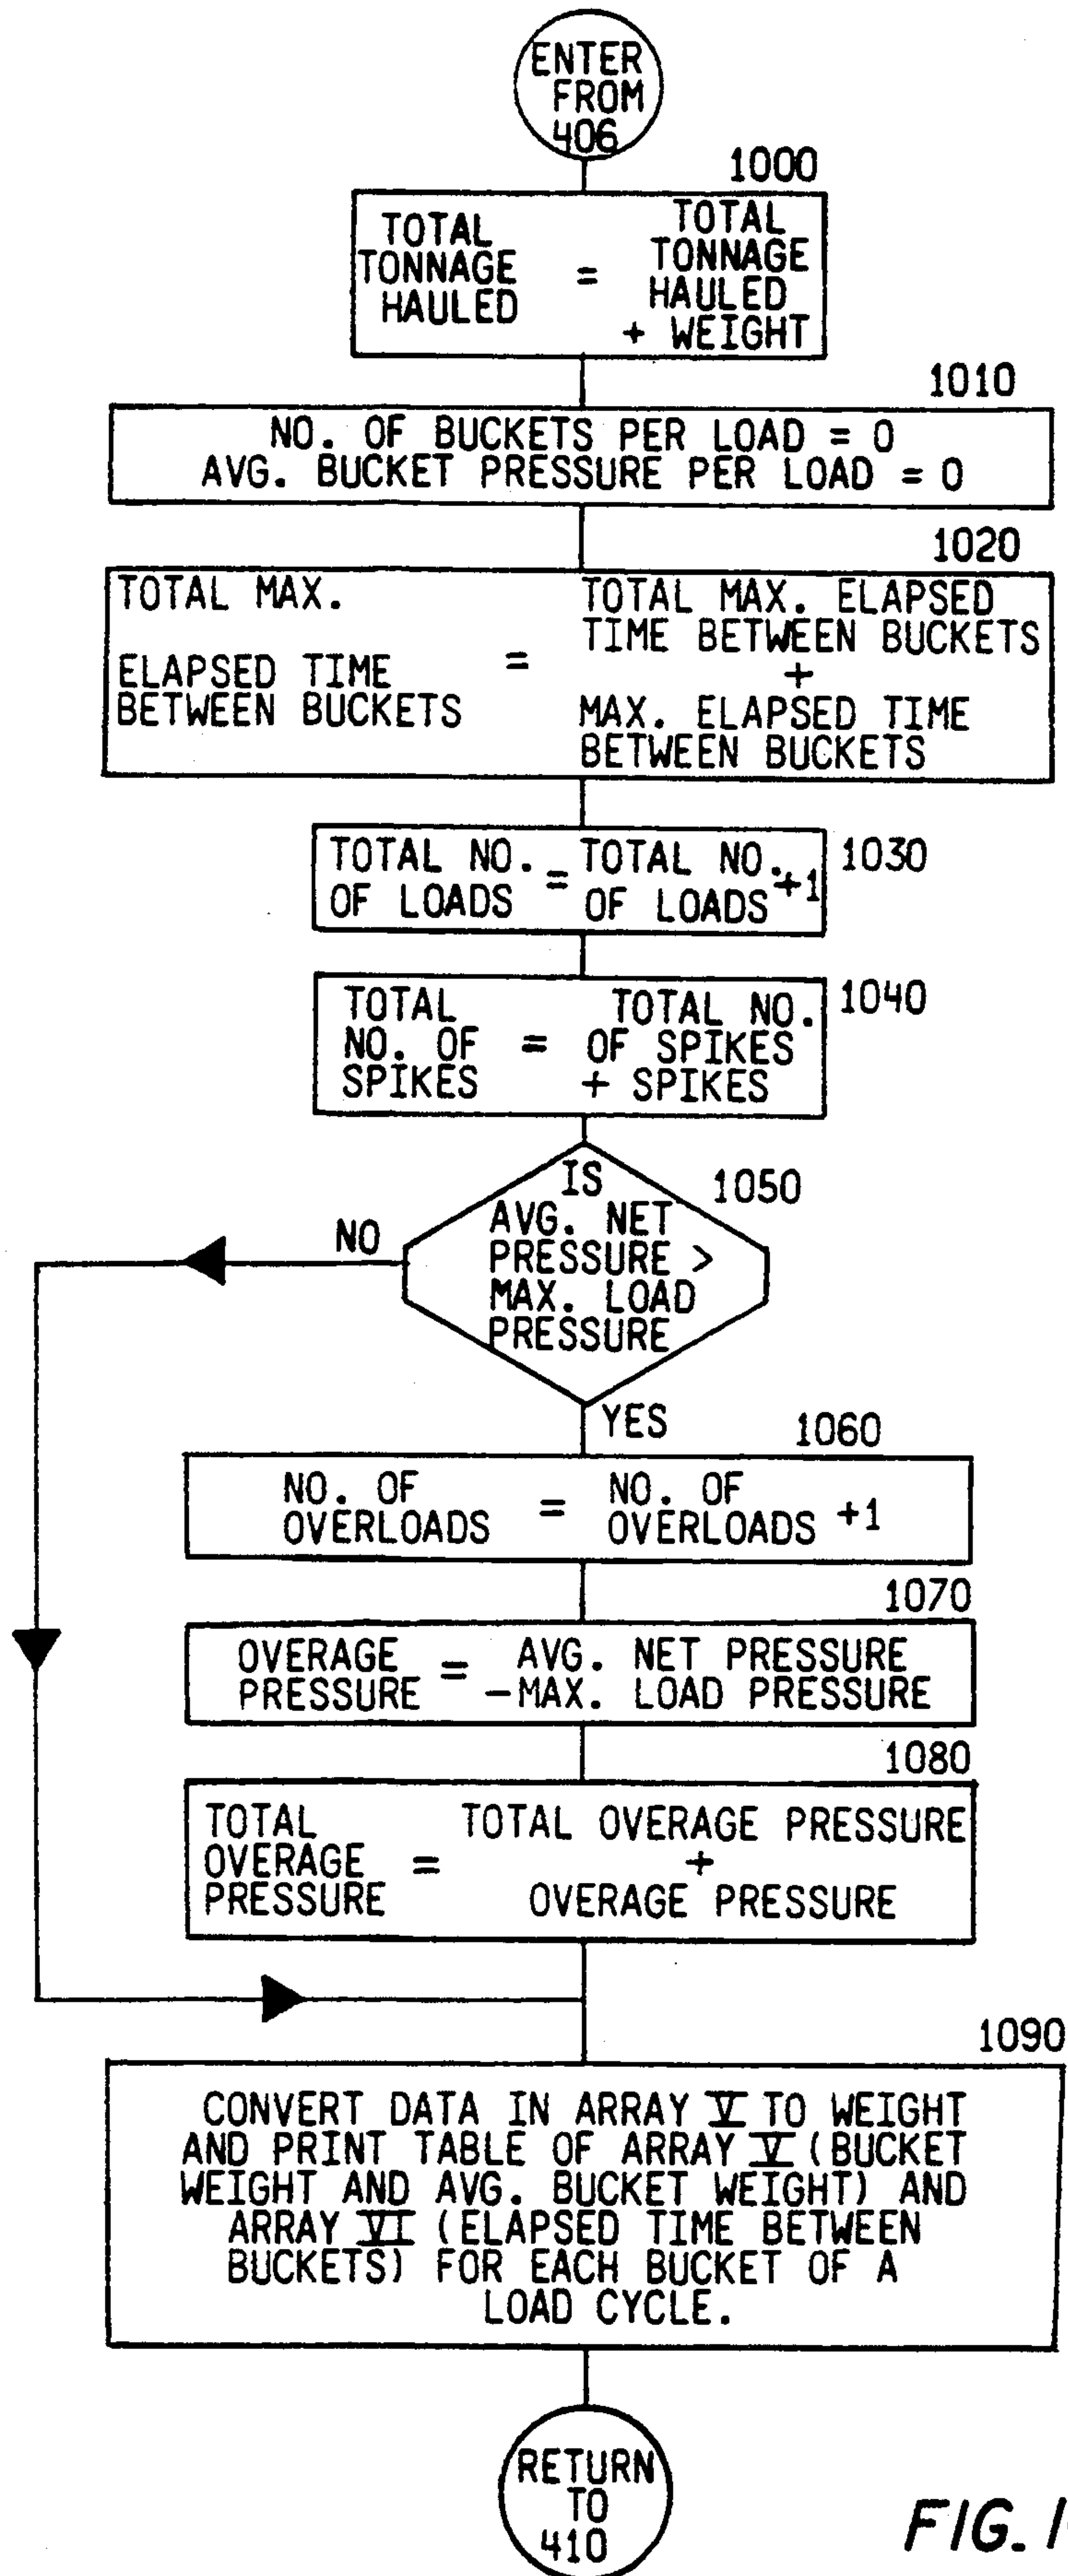 ENTER
FROM
406
1000
TOTAL
TONNAGE
HAULED
=
TOTAL
TONNAGE
HAULED
+ WEIGHT
1010
NO. OF BUCKETS PER LOAD = 0
AVG. BUCKET PRESSURE PER LOAD = 0
1020
TOTAL MAX.
ELAPSED TIME
BETWEEN BUCKETS
=
TOTAL MAX. ELAPSED
TIME BETWEEN BUCKETS
+
MAX. ELAPSED TIME
BETWEEN BUCKETS
1030
TOTAL NO.
OF LOADS
=
TOTAL NO.
OF LOADS
+1
1040
TOTAL
NO. OF
SPIKES
=
TOTAL NO.
OF SPIKES
+ SPIKES
1050
IS
AVG. NET
PRESSURE >
MAX. LOAD
PRESSURE
NO
YES
1060
NO. OF
OVERLOADS
=
NO. OF
OVERLOADS
+1
1070
OVERAGE
PRESSURE
=
AVG. NET PRESSURE
-MAX. LOAD PRESSURE
1080
TOTAL
OVERAGE
PRESSURE
=
TOTAL OVERAGE PRESSURE
+
OVERAGE PRESSURE
1090
CONVERT DATA IN ARRAY V TO WEIGHT
AND PRINT TABLE OF ARRAY V (BUCKET
WEIGHT AND AVG. BUCKET WEIGHT) AND
ARRAY VI (ELAPSED TIME BETWEEN
BUCKETS) FOR EACH BUCKET OF A
LOAD CYCLE.
RETURN
TO
410
FIG.